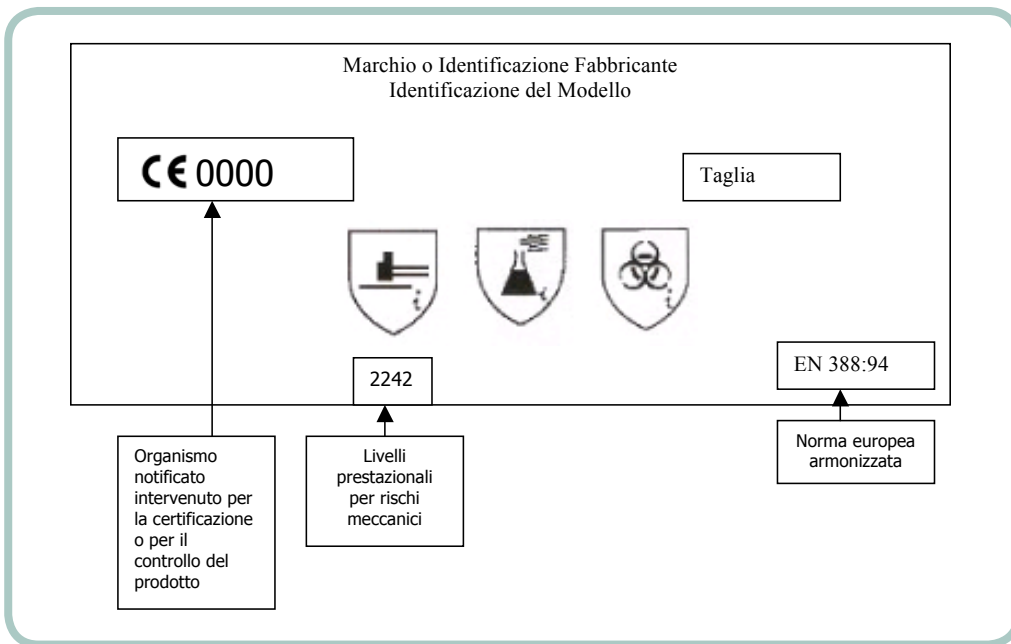 Marchio o Identificazione Fabbricante
Identificazione del Modello
CE 0000
Taglia
i
i
i
2242
EN 388:94
Organismo
notificato
intervenuto per
la certificazione
o per il
controllo del
prodotto
Livelli
prestazionali
per rischi
meccanici
Norma europea
armonizzata